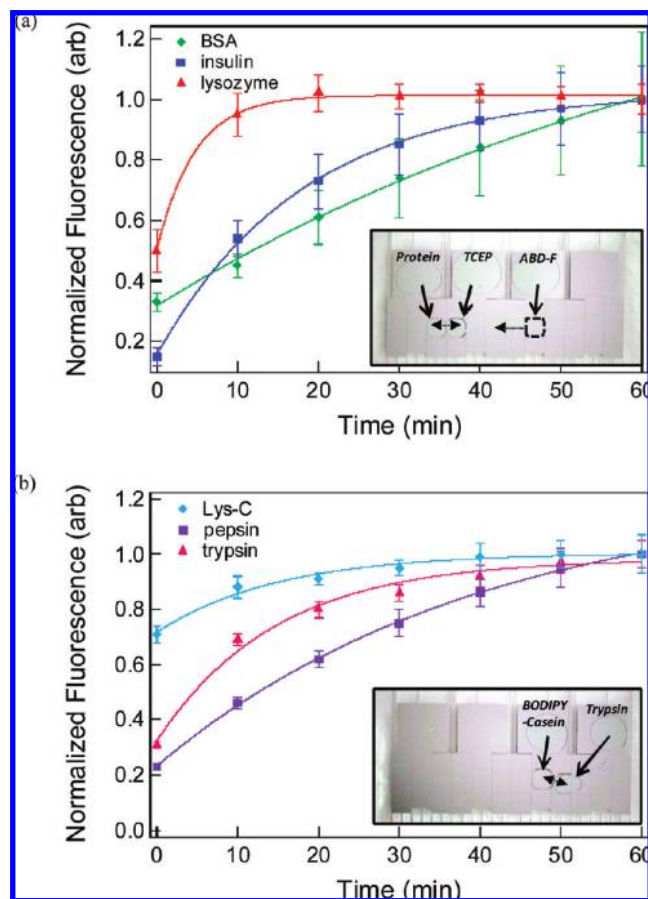 (a)
Normalized Fluorescence (arb)
1.2
1.0
0.8
0.6
0.4
0.2
BSA
insulin
lysozyme
Protein
TCEP
ABD-F
0
10
20
30
40
50
60
Time (min)
(b)
Normalized Fluorescence (arb)
1.2
1.0
0.8
0.6
0.4
0.2
0.0
Lys-C
pepsin
trypsin
BODIPY
-Casein
Trypsin
0
10
20
30
40
50
60
Time (min)